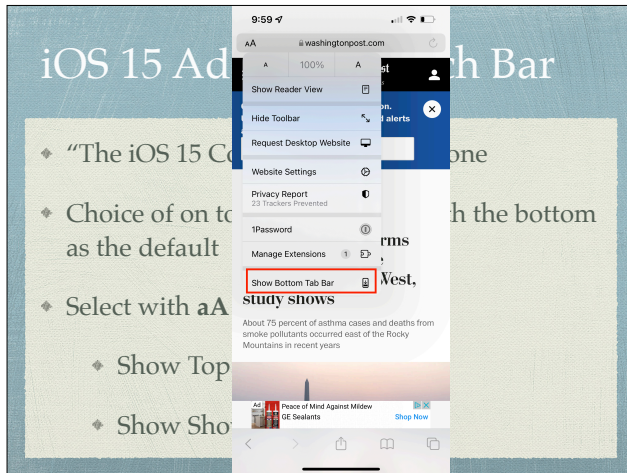 iOS 15 Ad
ch Bar
"The iOS 15 Co
one
Choice of on to
h the bottom
as the default
Select with aA
Show Top
Show Sho
9:59
AA
washingtonpost.com
A 100% A
st
Show Reader View
on.
Hide Toolbar
d alerts
Request Desktop Website
Website Settings
Privacy Report
23 Trackers Prevented
1Password
rms
Manage Extensions 1
Show Bottom Tab Bar
West,
study shows
About 75 percent of asthma cases and deaths from
smoke pollutants occurred east of the Rocky
Mountains in recent years
Ad
Peace of Mind Against Mildew
GE Sealants
Shop Now